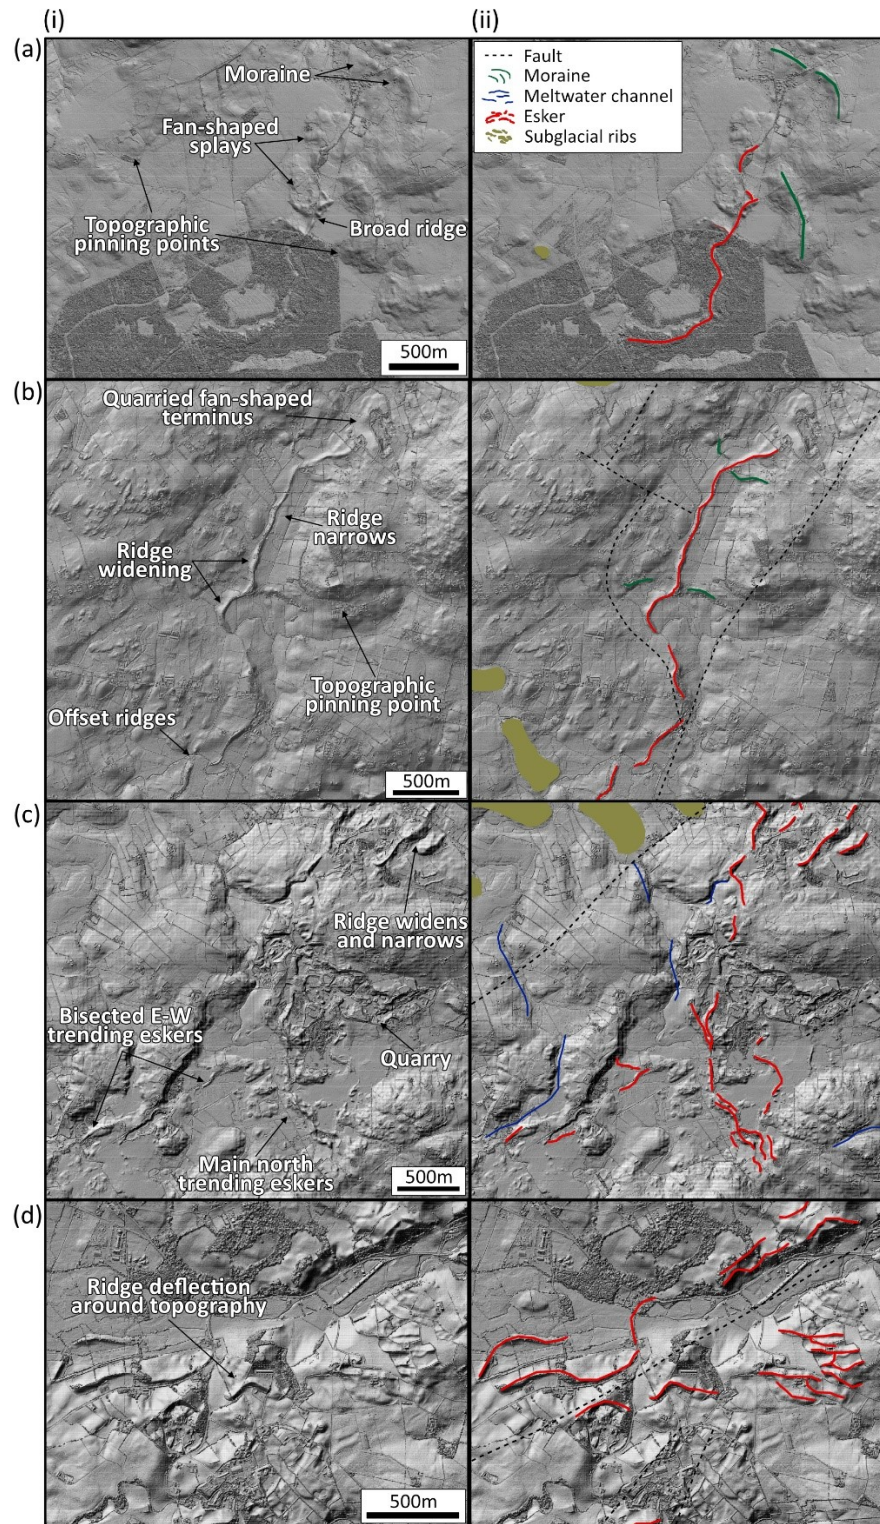 (i)
(ii)
(a)
Moraine
Fan-shaped
splays
Topographic
pinning points
Broad ridge
500m
Fault
Moraine
Meltwater channel
Esker
Subglacial ribs
(b)
Quarried fan-shaped
terminus
Ridge
narrows
Ridge
widening
Topographic
pinning point
Offset ridges
500m
(c)
Ridge widens
and narrows
Bisected E-W
trending eskers
Quarry
Main north
trending eskers
500m
(d)
Ridge deflection
around topography
500m